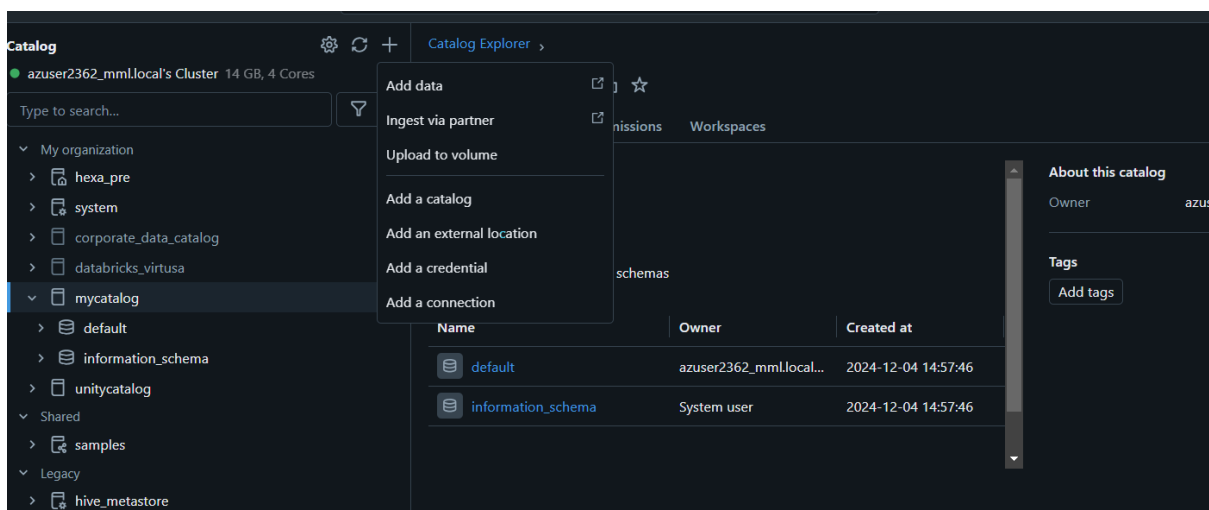 Catalog
azuser2362_mml.local's Cluster 14 GB, 4 Cores
Type to search...
My organization
hexa_pre
system
corporate_data_catalog
databricks_virtusa
mycatalog
default
information_schema
unitycatalog
Shared
samples
Legacy
hive_metastore
Add data
Ingest via partner
Upload to volume
Add a catalog
Add an external location
Add a credential
Add a connection
Catalog Explorer
missions Workspaces
schemas
Name Owner Created at
default azuser2362_mml.local... 2024-12-04 14:57:46
information_schema System user 2024-12-04 14:57:46
About this catalog
Owner azus
Tags
Add tags